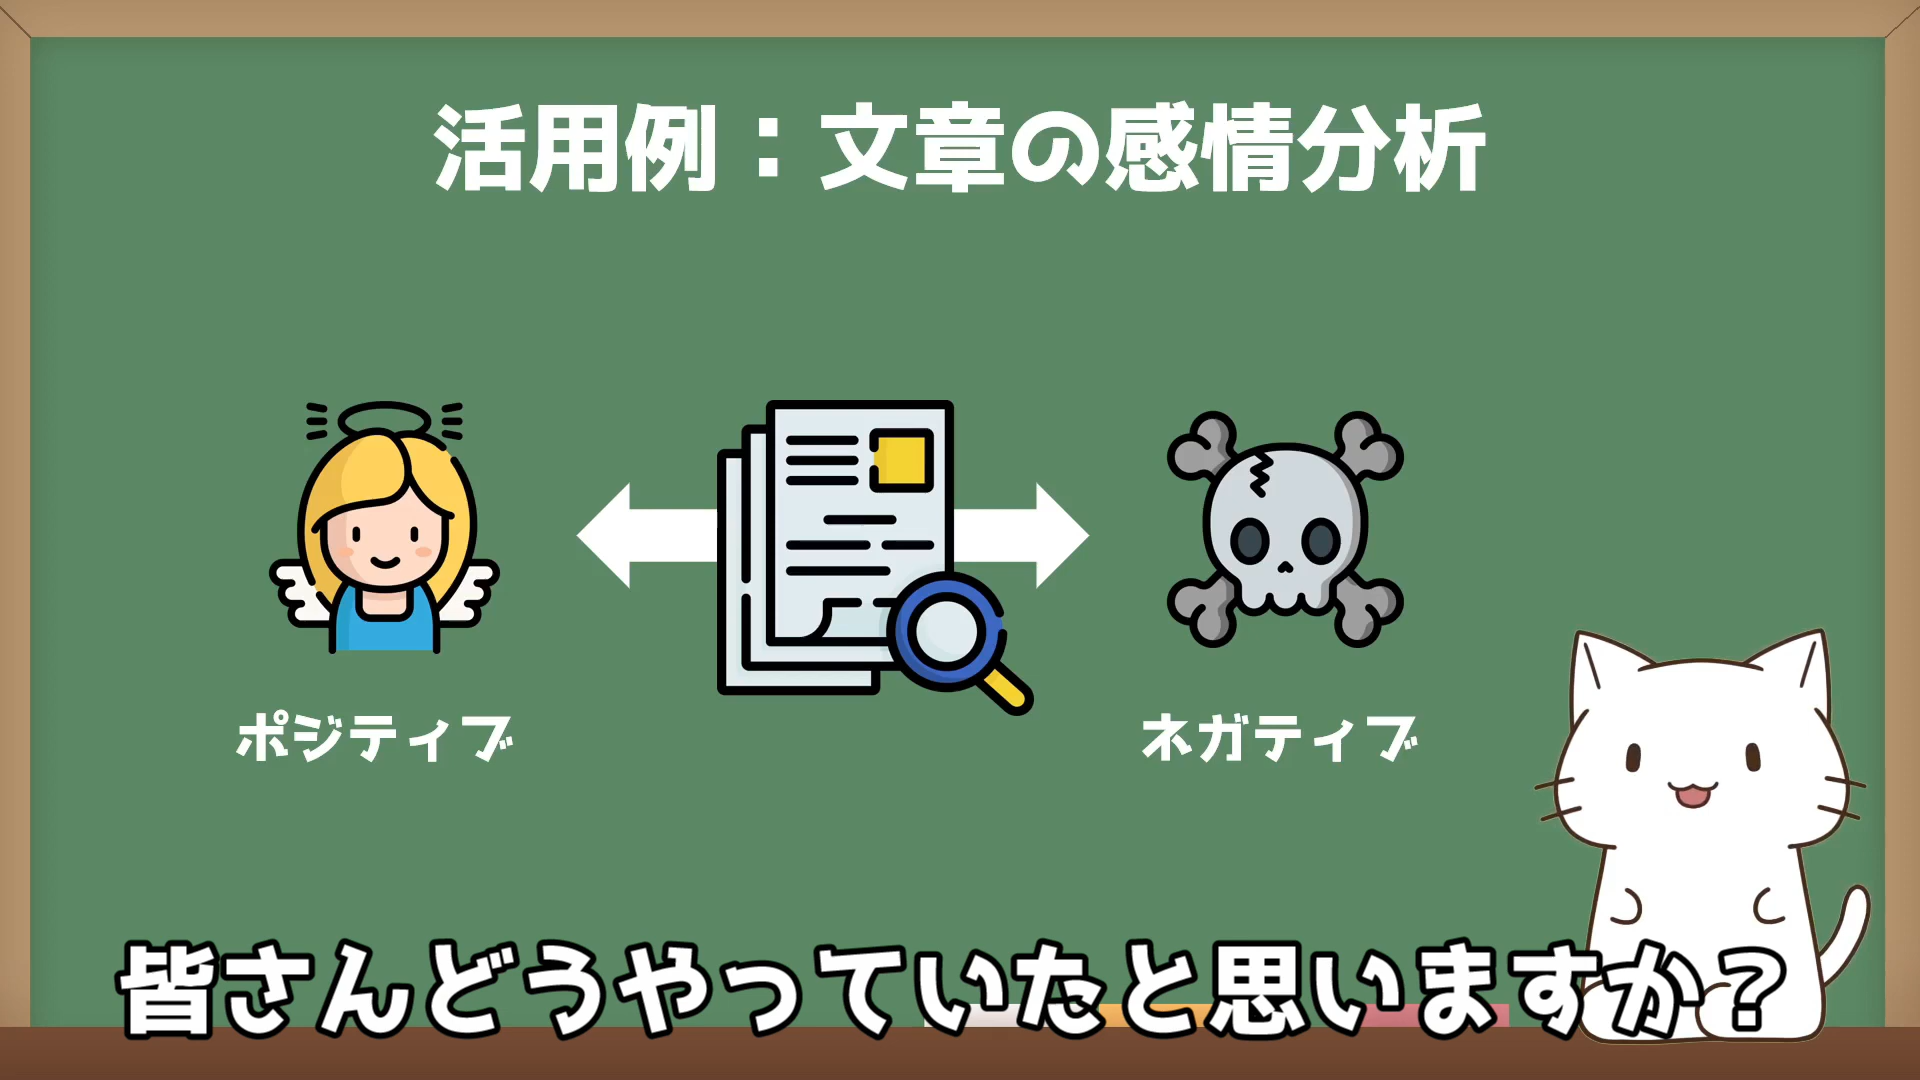 活用例：文章の感情分析
ポジティブ
ネガティブ
皆さんどうやっていたと思いますか?